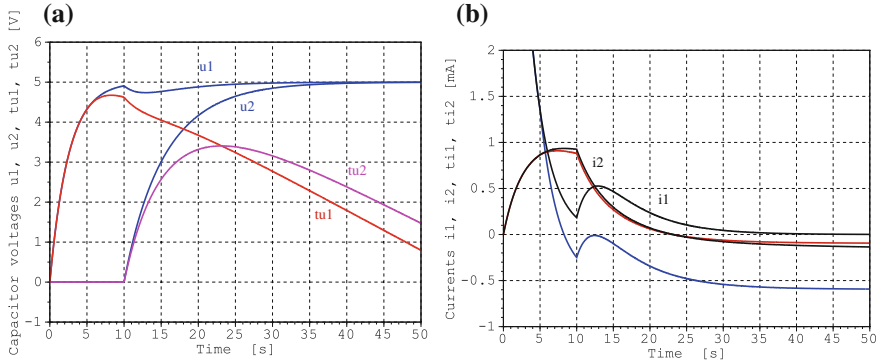 (a)
Capacitor voltages u1, u2, tu1, tu2 [V]
6
5
4
3
2
1
0
-1
u1
u2
tu2
tu1
0 5 10 15 20 25 30 35 40 45 50
Time [s]
(b)
Currents i1, i2, ti1, ti2 [mA]
2
1.5
1
0.5
0
-0.5
-1
i2
i1
0 5 10 15 20 25 30 35 40 45 50
Time [s]